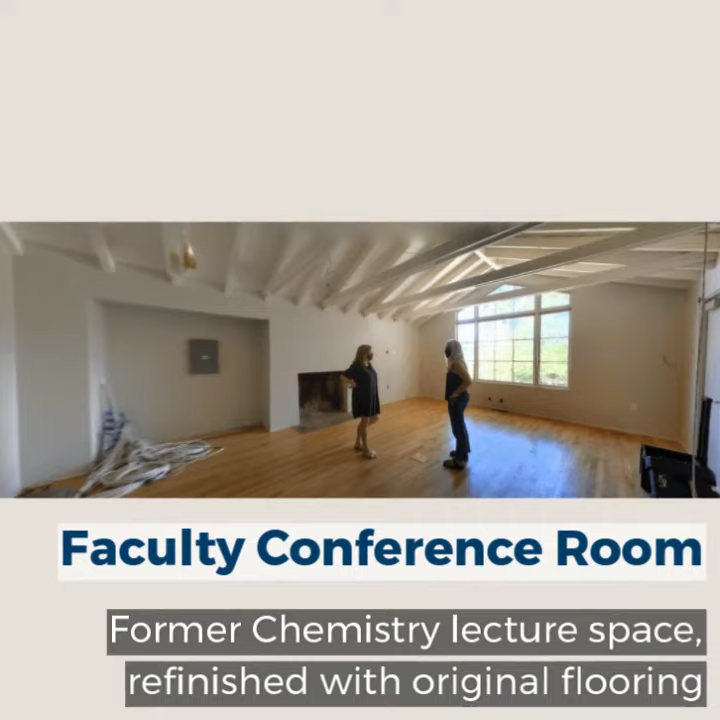 Faculty Conference Room
Former Chemistry lecture space,
refinished with original flooring